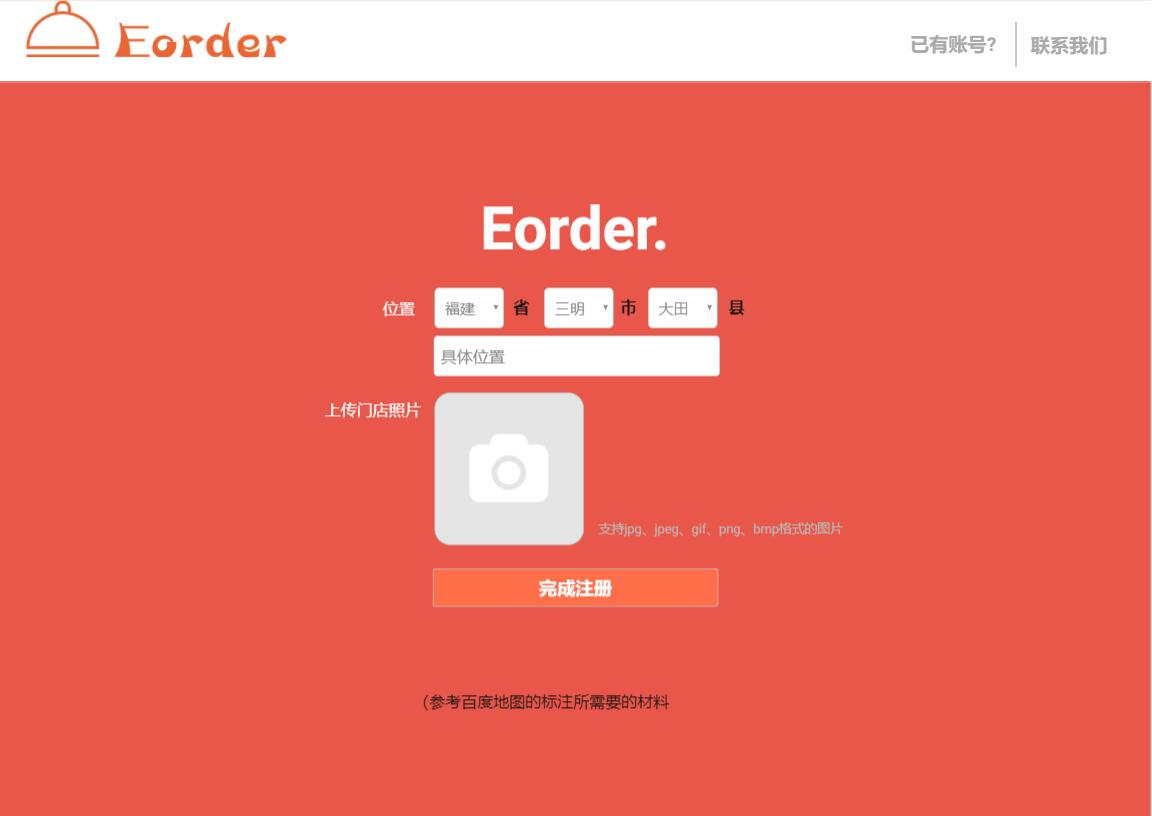 Eorder
已有账号？
联系我们
Eorder.
位置 福建 省 三明 市 大田 县
具体位置
上传门店照片
支持jpg、jpeg、gif、png、bmp格式的图片
完成注册
（参考百度地图的标注所需要的材料